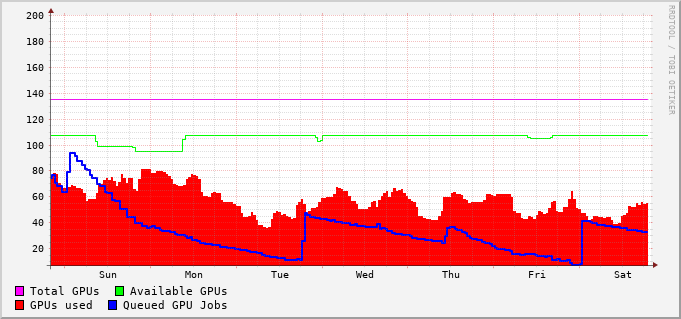 200
180
160
140
120
100
80
60
40
20
Sun Mon Tue Wed Thu Fri Sat
Total GPUs Available GPUs
GPUs used Queued GPU Jobs
RRDTOOL / TOBI OETIKER